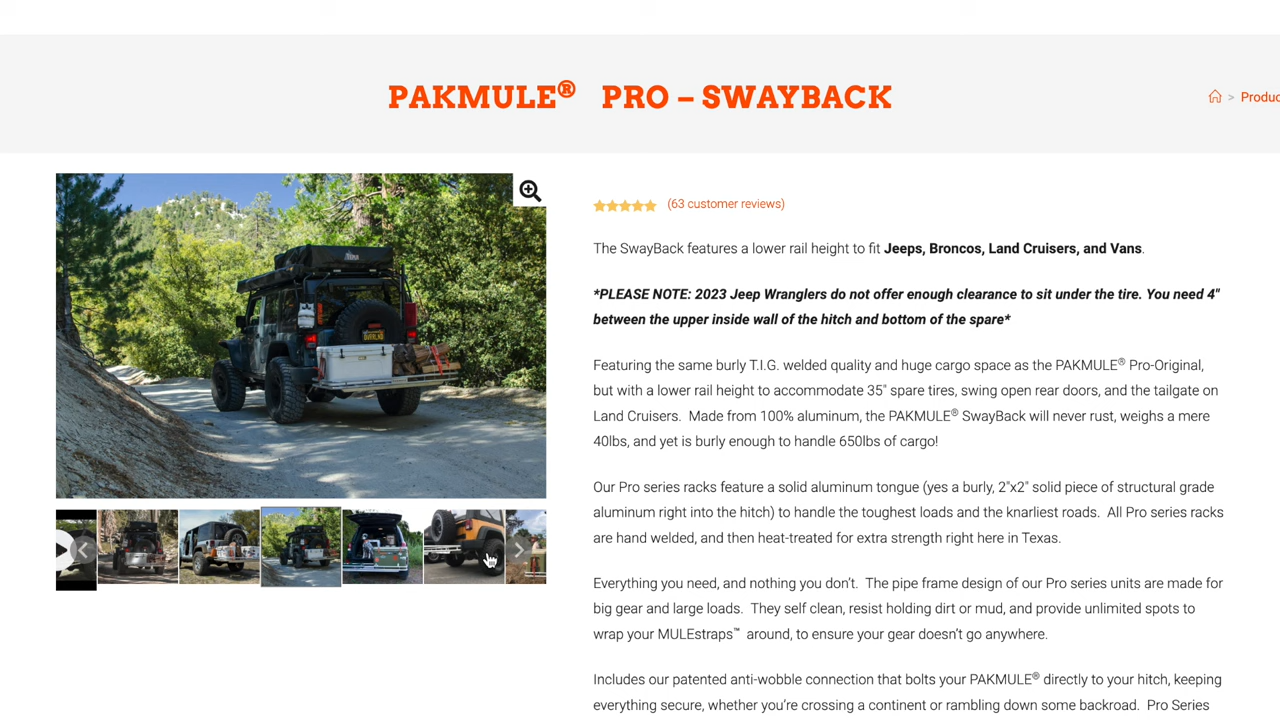 PAKMULE® PRO – SWAYBACK
> Produc
(63 customer reviews)
The SwayBack features a lower rail height to fit Jeeps, Broncos, Land Cruisers, and Vans.
*PLEASE NOTE: 2023 Jeep Wranglers do not offer enough clearance to sit under the tire. You need 4"
between the upper inside wall of the hitch and bottom of the spare*
Featuring the same burly T.I.G. welded quality and huge cargo space as the PAKMULE® Pro-Original,
but with a lower rail height to accommodate 35" spare tires, swing open rear doors, and the tailgate on
Land Cruisers. Made from 100% aluminum, the PAKMULE® SwayBack will never rust, weighs a mere
40lbs, and yet is burly enough to handle 650lbs of cargo!
Our Pro series racks feature a solid aluminum tongue (yes a burly, 2"x2" solid piece of structural grade
aluminum right into the hitch) to handle the toughest loads and the knarliest roads. All Pro series racks
are hand welded, and then heat-treated for extra strength right here in Texas.
Everything you need, and nothing you don't. The pipe frame design of our Pro series units are made for
big gear and large loads. They self clean, resist holding dirt or mud, and provide unlimited spots to
wrap your MULEstraps™ around, to ensure your gear doesn't go anywhere.
Includes our patented anti-wobble connection that bolts your PAKMULE® directly to your hitch, keeping
everything secure, whether you're crossing a continent or rambling down some backroad. Pro Series